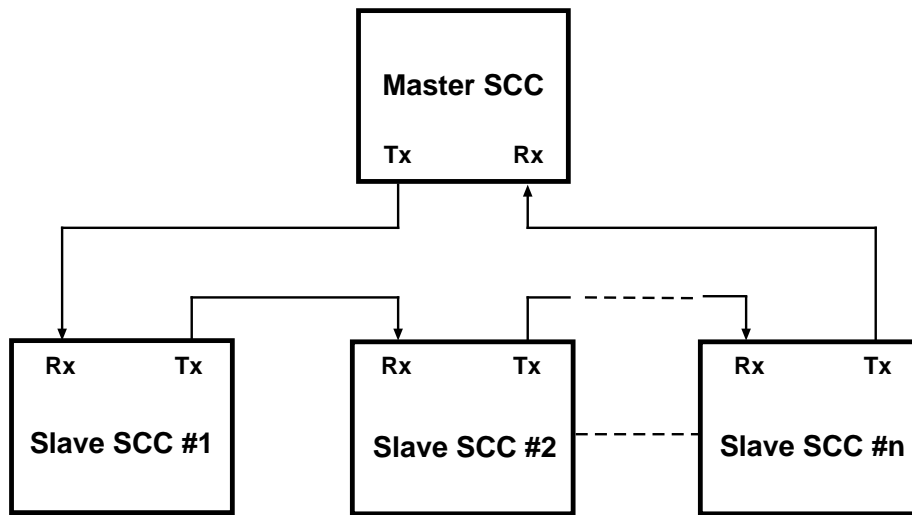 Master SCC
Tx Rx
Rx Tx Rx Tx Rx Tx
Slave SCC #1 Slave SCC #2 Slave SCC #n